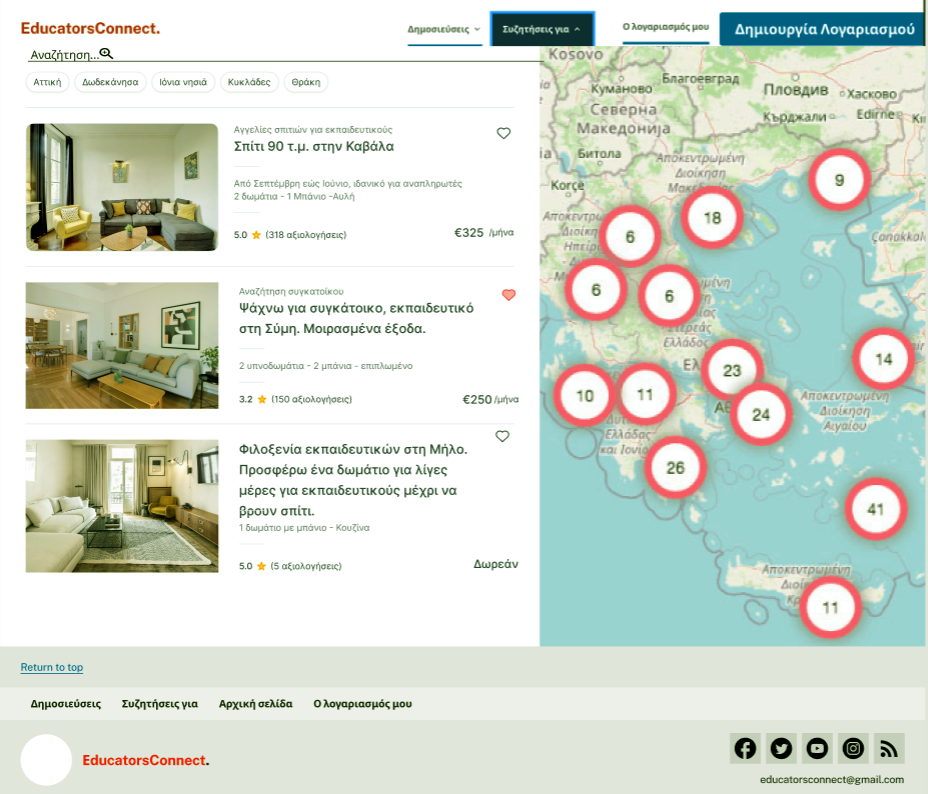 EducatorsConnect.
Δημοσιεύσεις
Συζητήσεις για
Ο λογαριασμός μου
Δημιουργία Λογαριασμού
Αναζήτηση...
Αττική
Δωδεκάνησα
Ιόνια νησιά
Κυκλάδες
Θράκη
Αγγελίες σπιτιών για εκπαιδευτικούς
Σπίτι 90 τ.μ. στην Καβάλα
Από Σεπτέμβρη εώς Ιούνιο, ιδανικό για αναπληρωτές
2 δωμάτια - 1 Μπάνιο -Αυλή
5.0 (318 αξιολογήσεις)
€325 /μήνα
Αναζήτηση συγκατοίκου
Ψάχνω για συγκάτοικο, εκπαιδευτικό
στη Σύμη. Μοιρασμένα έξοδα.
2 υπνοδωμάτια - 2 μπάνια - επιπλωμένο
3.2 (150 αξιολογήσεις)
€250 /μήνα
Φιλοξενία εκπαιδευτικών στη Μήλο.
Προσφέρω ένα δωμάτιο για λίγες
μέρες για εκπαιδευτικούς μέχρι να
βρουν σπίτι.
1 δωμάτιο με μπάνιο - Κουζίνα
5.0 (5 αξιολογήσεις)
Δωρεάν
Kosovo
Куманово
Благоевград
Пловдив
Хасково
Северна
Македонија
Кърджали
Edirne
Битола
Αποκεντρωμένη
Διοίκηση
Korçë
9
18
6
6
6
Çanakkal
14
23
10
11
24
Αποκεντρωμένη
Διοίκηση
Αιγαίου
Ελλάδας
26
41
Αποκεντρωμένη
11
Return to top
Δημοσιεύσεις
Συζητήσεις για
Αρχική σελίδα
Ο λογαριασμός μου
EducatorsConnect.
educatorsconnect@gmail.com